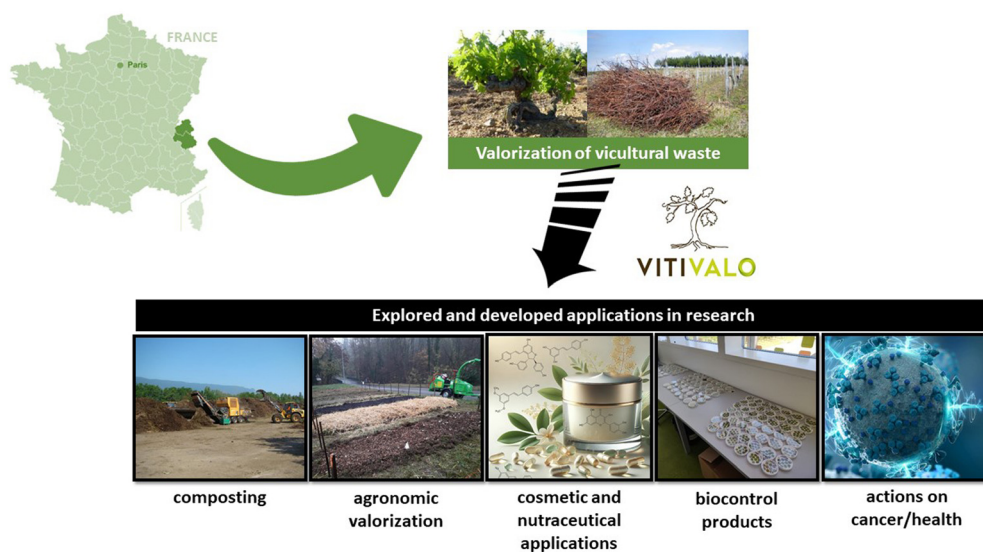 FRANCE
Paris
Valorization of vicultural waste
VITIVALO
Explored and developed applications in research
composting
agronomic
valorization
cosmetic and
nutraceutical
applications
biocontrol
products
actions on
cancer/health